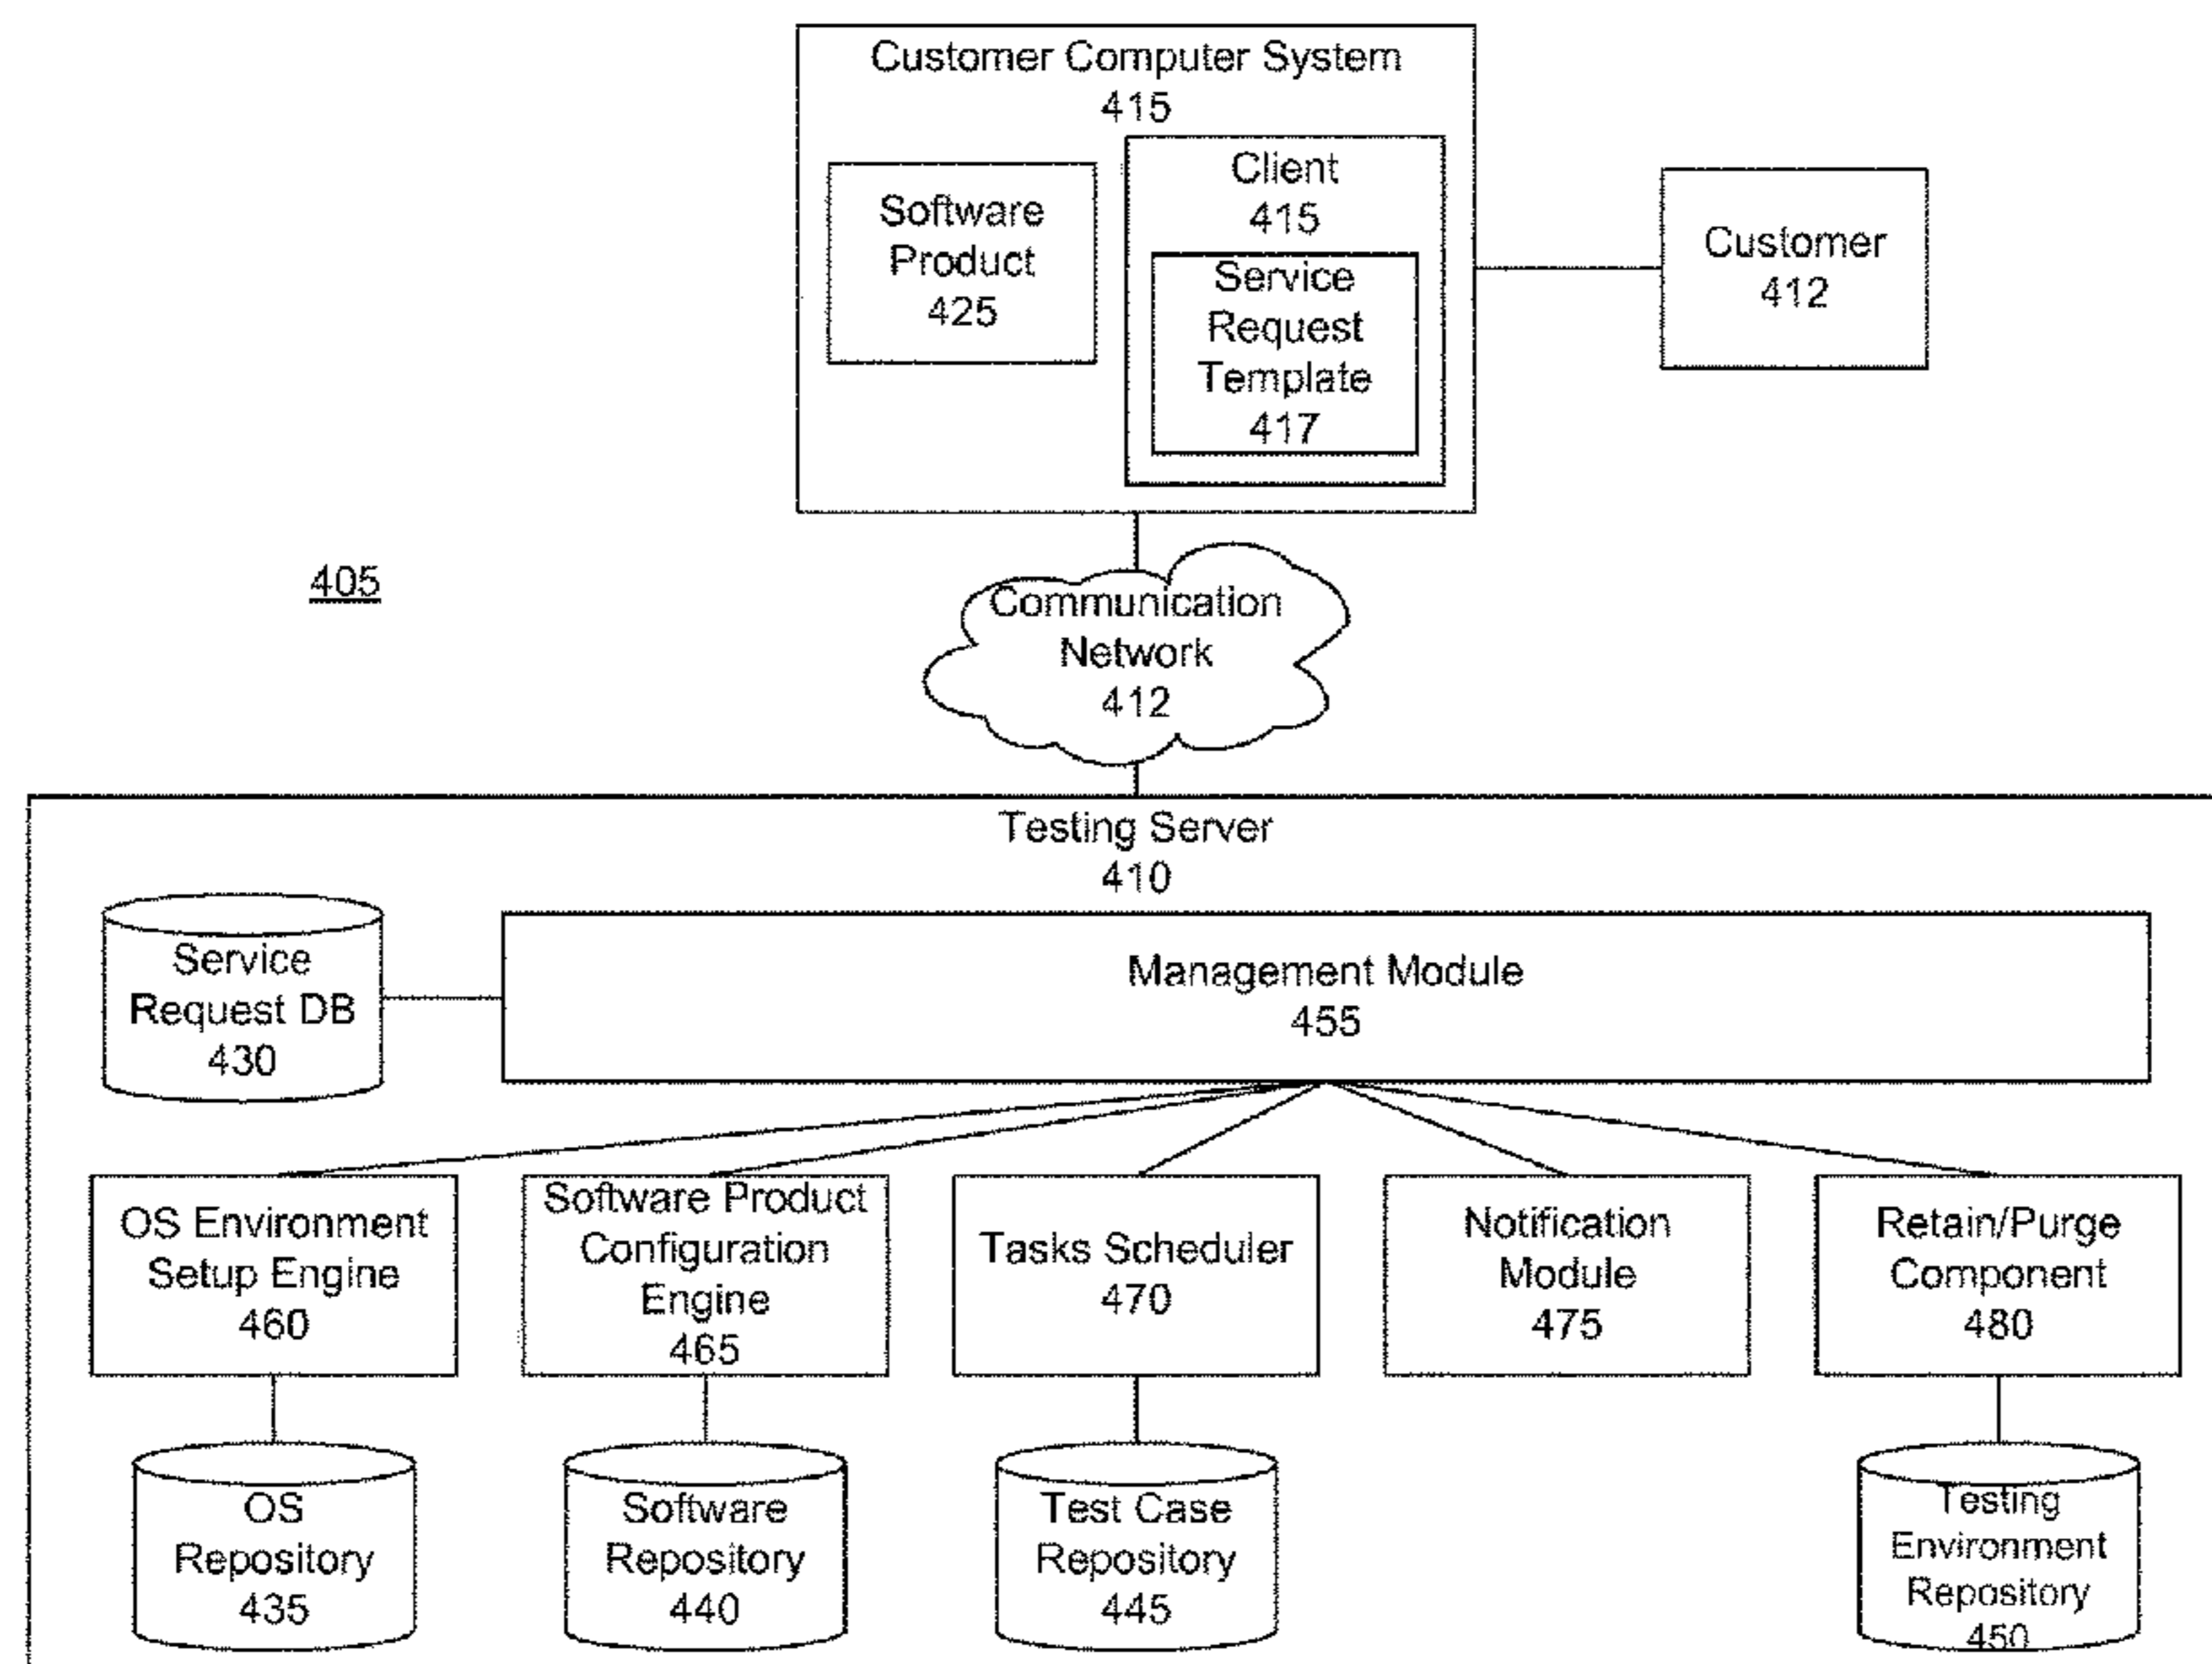 Customer Computer System
415
Software
Product
425
Client
415
Service
Request
Template
417
Customer
412
405
Communication
Network
412
Testing Server
410
Service
Request DB
430
Management Module
455
OS Environment
Setup Engine
460
Software Product
Configuration
Engine
465
Tasks Scheduler
470
Notification
Module
475
Retain/Purge
Component
480
OS
Repository
435
Software
Repository
440
Test Case
Repository
445
Testing
Environment
Repository
450